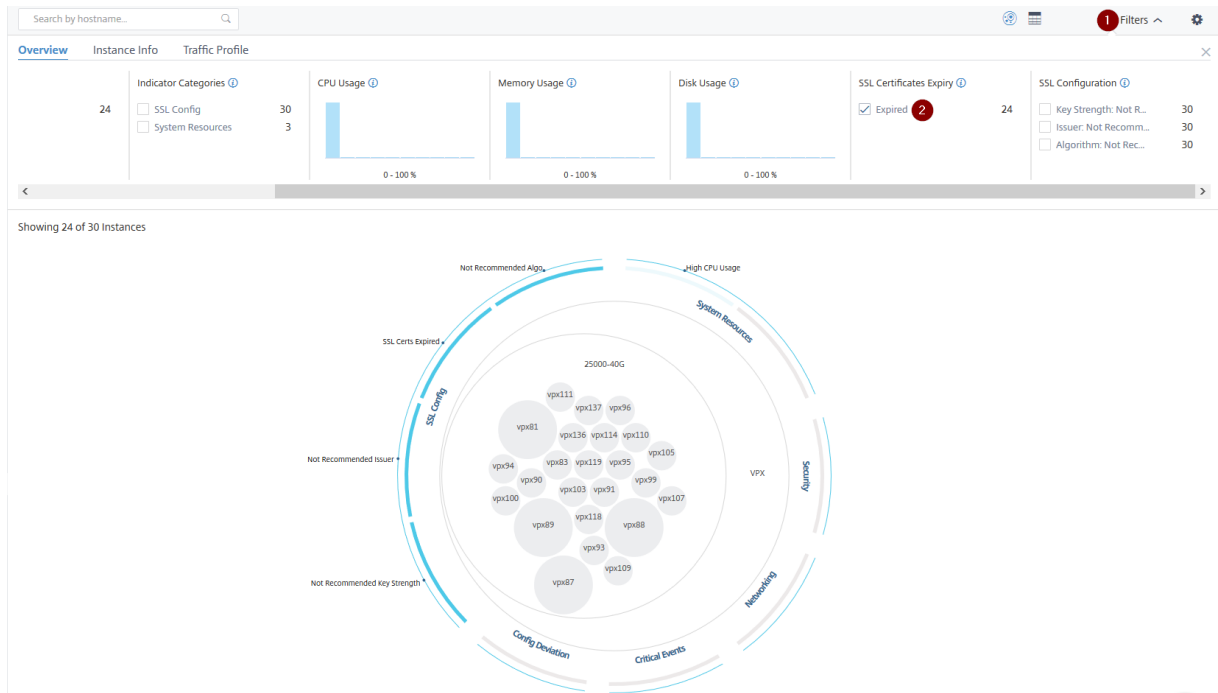 Search by hostname...
1 Filters
Overview Instance Info Traffic Profile
24
Indicator Categories
SSL Config 30
System Resources 3
CPU Usage
0 - 100 %
Memory Usage
0 - 100 %
Disk Usage
0 - 100 %
SSL Certificates Expiry
Expired 2 24
SSL Configuration
Key Strength: Not R... 30
Issuer: Not Recomm... 30
Algorithm: Not Rec... 30
Showing 24 of 30 Instances
Not Recommended Algo.
High CPU Usage
System Resources
SSL Certs Expired
SSL Config
Not Recommended Issuer
Not Recommended Key Strength
Security
Networking
Critical Events
Config Deviation
VPX
25000-40G
vpx111
vpx137 vpx96
vpx81
vpx136 vpx114 vpx110
vpx105
vpx94 vpx83 vpx119 vpx95
vpx90 vpx99
vpx100 vpx103 vpx91 vpx107
vpx118
vpx89 vpx88
vpx93
vpx109
vpx87